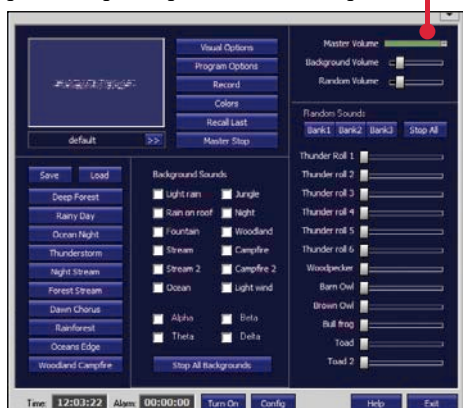 Visual Options
Program Options
Record
Colors
Recall Last
Master Stop
default >>
Master Volume
Background Volume
Random Volume
Random Sounds
Bank1 Bank2 Bank3 Stop All
Thunder Roll 1
Thunder roll 2
Thunder roll 3
Thunder roll 4
Thunder roll 5
Thunder roll 6
Woodpecker
Barn Owl
Brown Owl
Bull frog
Toad
Toad 2
Save Load
Deep Forest
Rainy Day
Ocean Night
Thunderstorm
Night Stream
Forest Stream
Dawn Chorus
Rainforest
Oceans Edge
Woodland Campfire
Background Sounds
Light rain Jungle
Rain on roof Night
Fountain Woodland
Stream Campfire
Stream 2 Campfire 2
Ocean Light wind
Alpha Beta
Theta Delta
Stop All Backgrounds
Time: 12:03:22 Alarm: 00:00:00 Turn On Config Help Exit